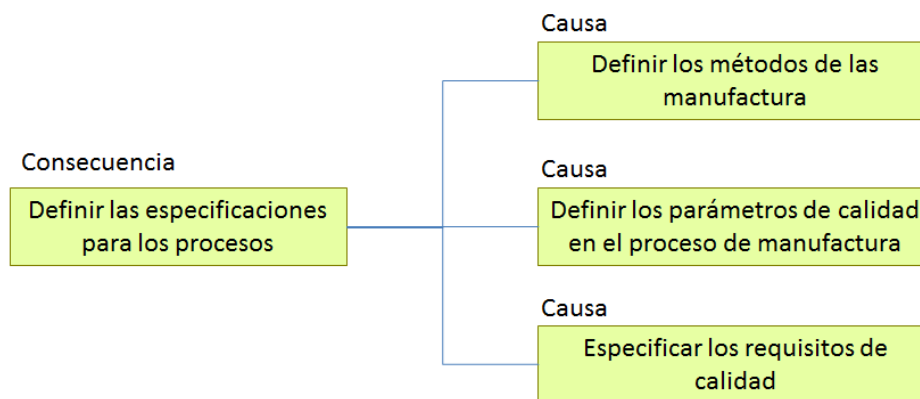 Causa
Definir los métodos de las
manufactura
Consecuencia
Definir las especificaciones
para los procesos
Causa
Definir los parámetros de calidad
en el proceso de manufactura
Causa
Especificar los requisitos de
calidad